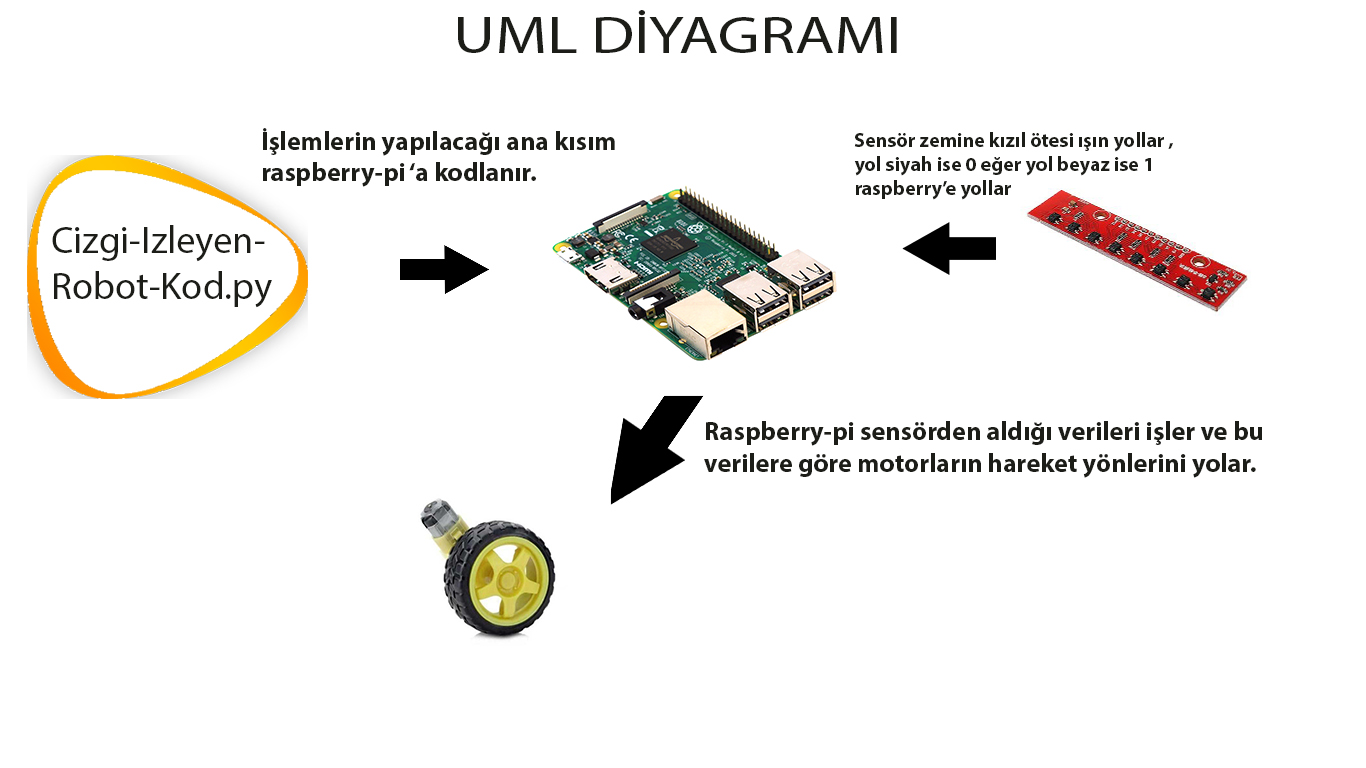 UML DİYAGRAMI
İşlemlerin yapılacağı ana kısım
raspberry-pi ‘a kodlanır.
Sensör zemine kızıl ötesi ışın yollar ,
yol siyah ise 0 eğer yol beyaz ise 1
raspberry’e yollar
Cizgi-Izleyen-
Robot-Kod.py
HDMI
Raspberry-pi sensörden aldığı verileri işler ve bu
verilere göre motorların hareket yönlerini yolar.